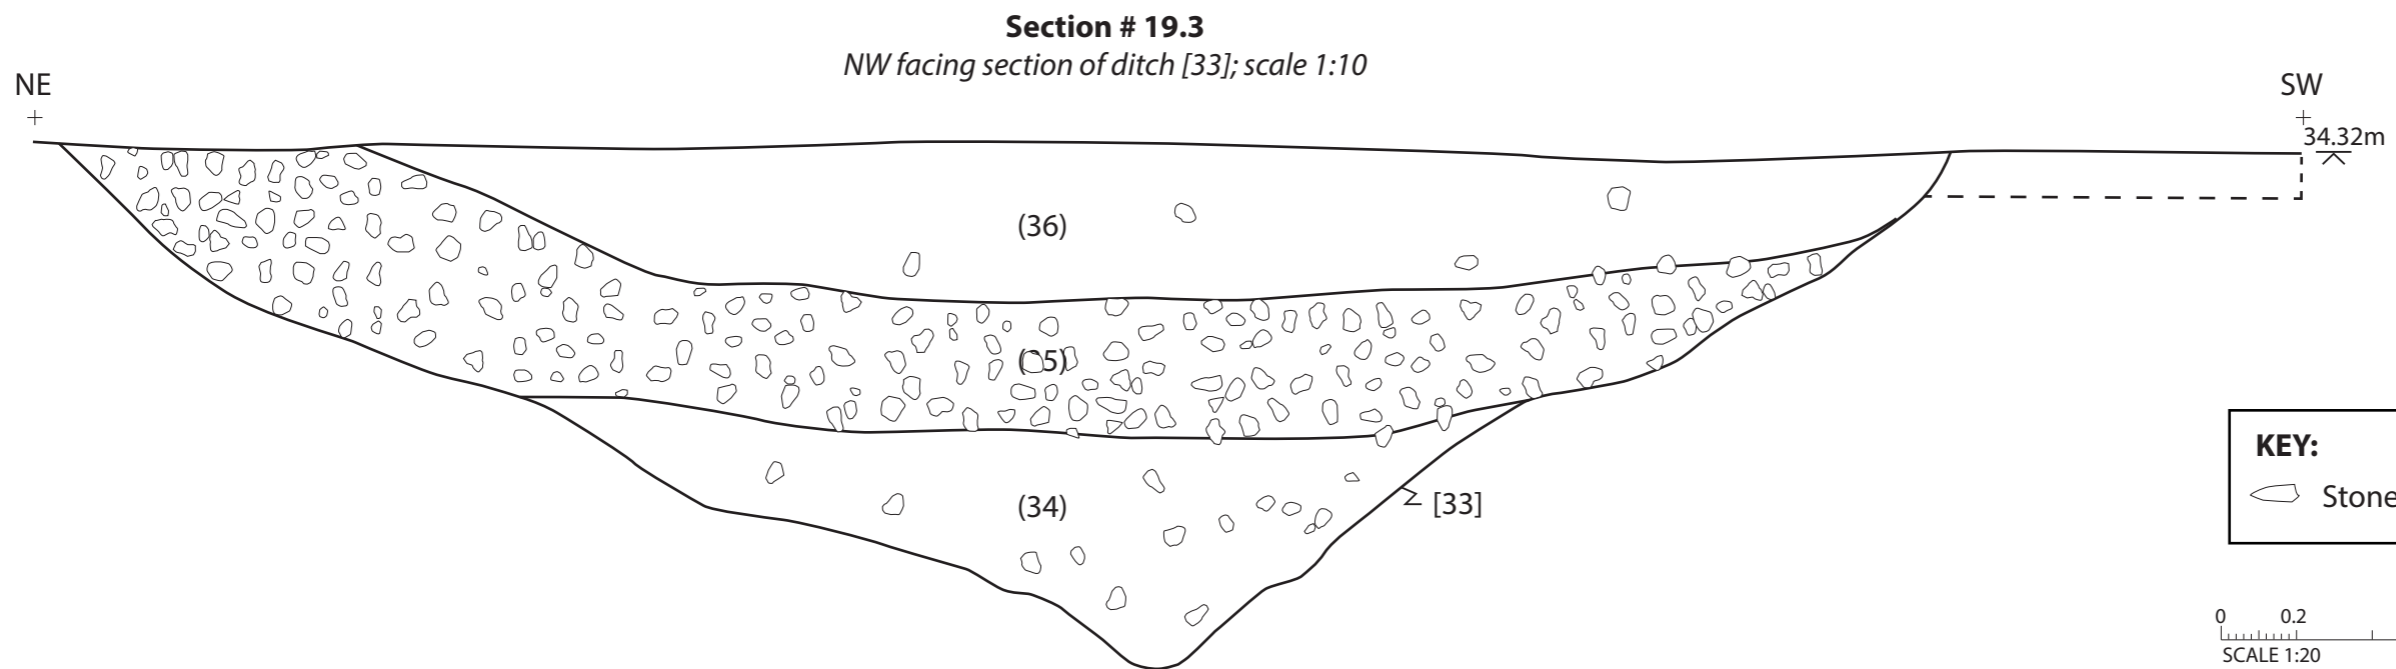 Section # 19.3
NW facing section of ditch [33]; scale 1:10
NE
SW
34.32m
(36)
(34)
[33]
KEY:
Stone
0 0.2
SCALE 1:20